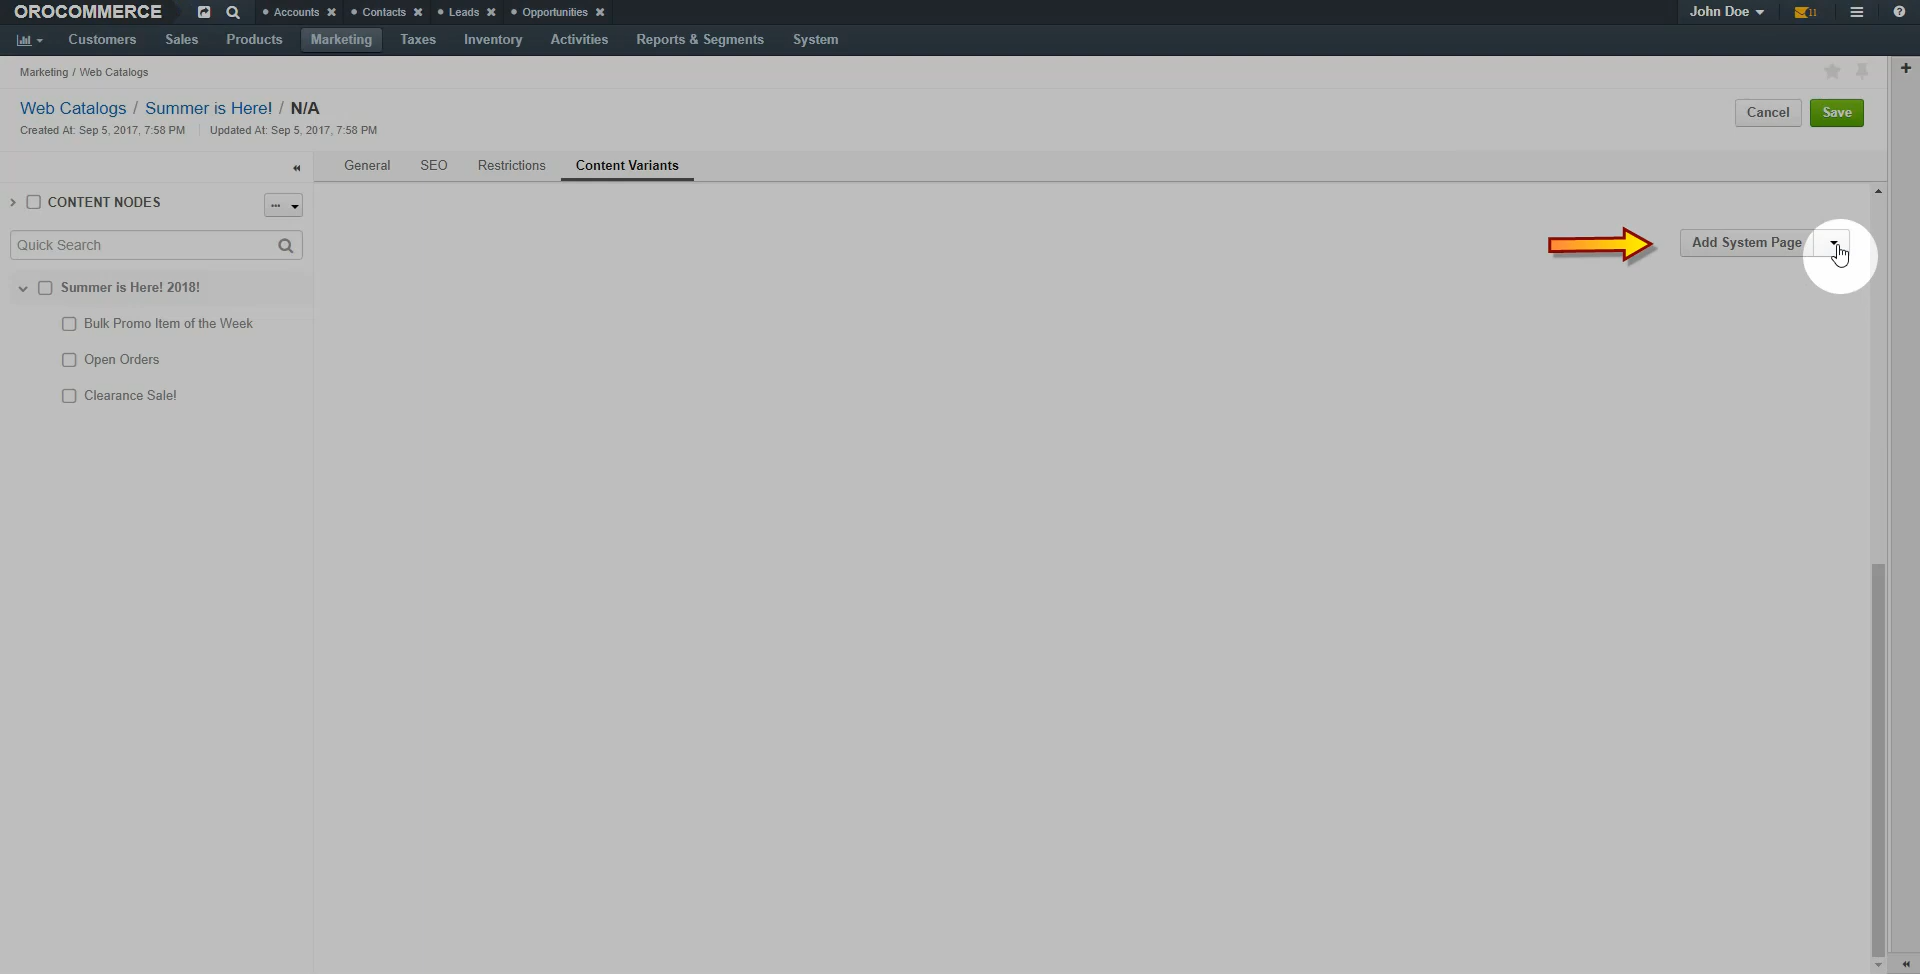 OROCOMMERCE
Accounts
Contacts
Leads
Opportunities
John Doe
11
Customers
Sales
Products
Marketing
Taxes
Inventory
Activities
Reports & Segments
System
Marketing / Web Catalogs
Web Catalogs / Summer is Here! / N/A
Created At: Sep 5, 2017, 7:58 PM
Updated At: Sep 5, 2017, 7:58 PM
Cancel
Save
General
SEO
Restrictions
Content Variants
CONTENT NODES
...
Quick Search
Add System Page
Summer is Here! 2018!
Bulk Promo Item of the Week
Open Orders
Clearance Sale!